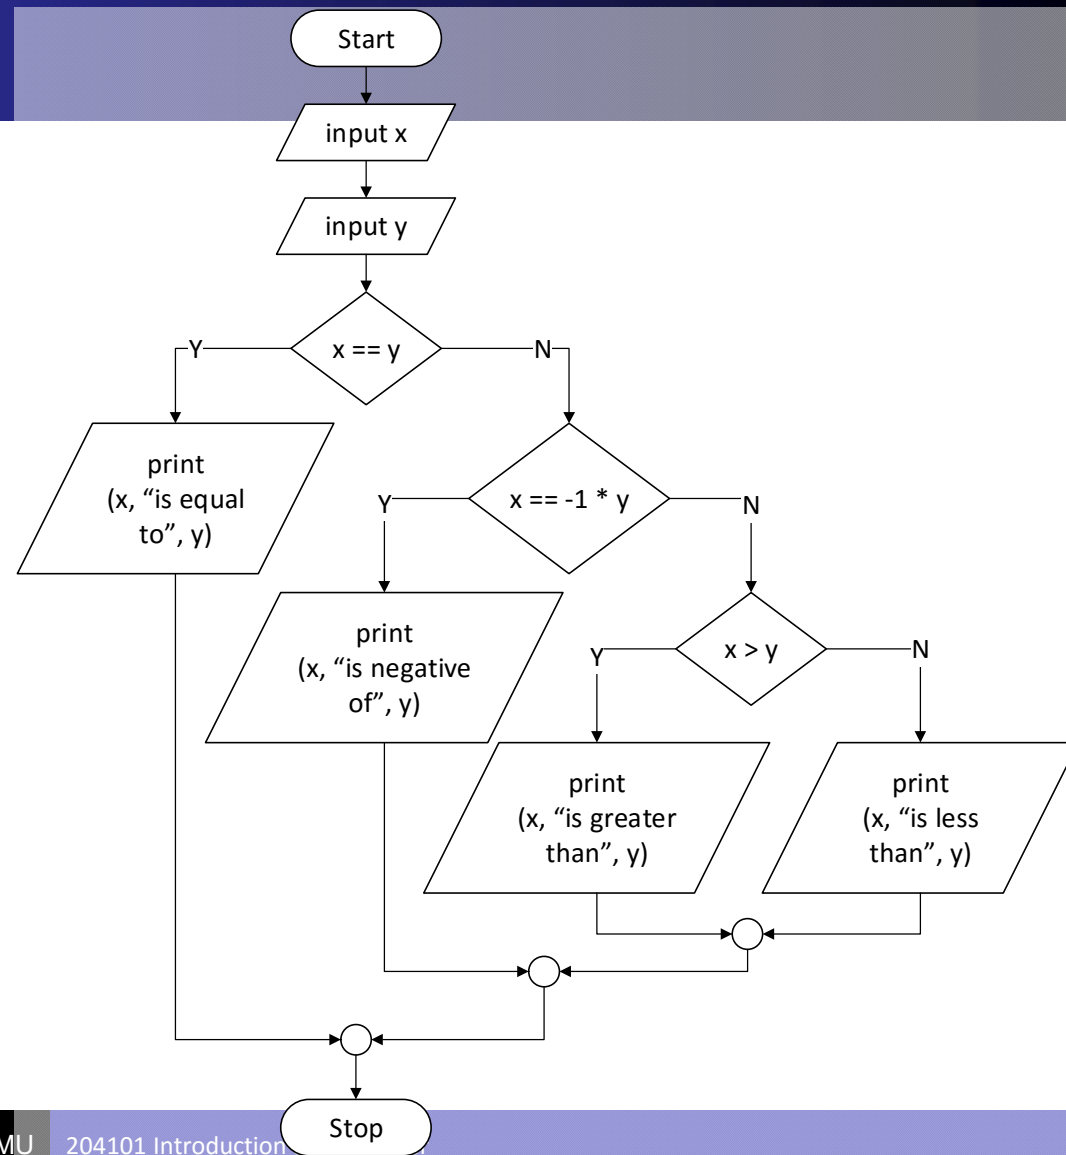 Start
input x
input y
x == y
Y
N
print
(x, “is equal
to”, y)
x == -1 * y
Y
N
print
(x, “is negative
of”, y)
x > y
Y
N
print
(x, “is greater
than”, y)
print
(x, “is less
than”, y)
Stop
MU
204101 Introduction